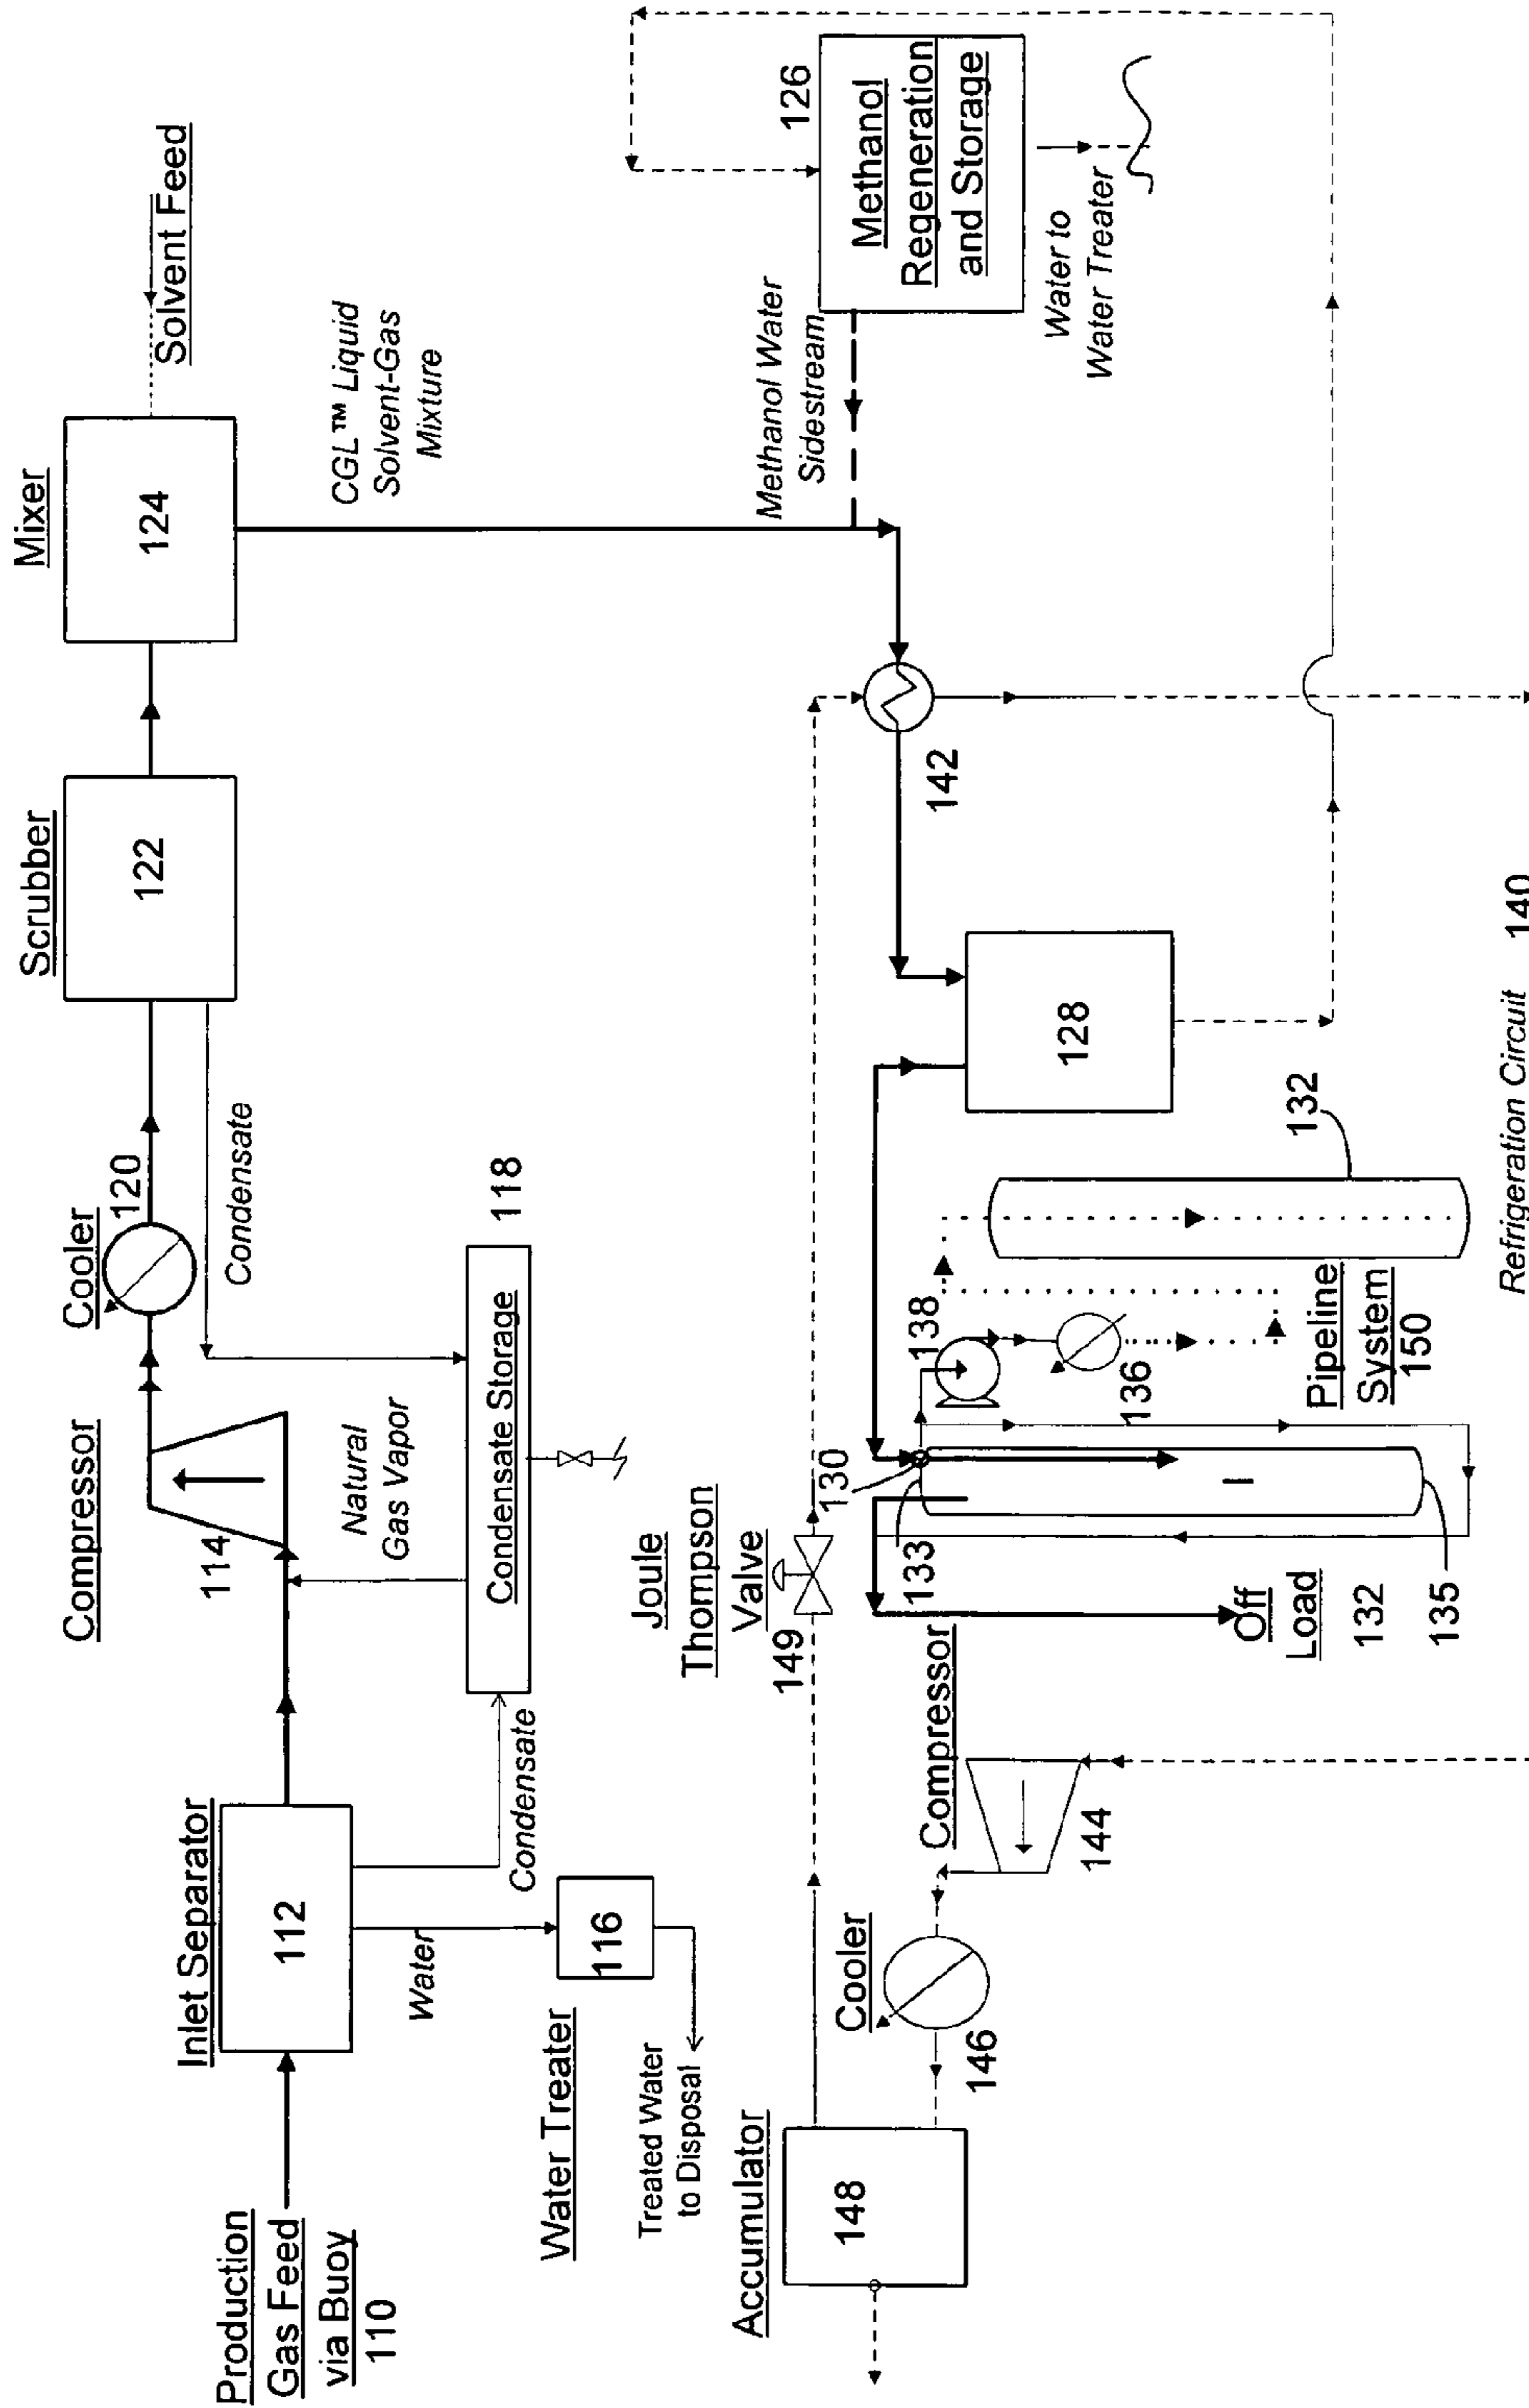 Production
Gas Feed
via Buoy
110
Inlet Separator
112
Water
Condensate
Water Treater
116
Treated Water
to Disposal
Compressor
114
Natural
Gas Vapor
Condensate Storage
118
Cooler
120
Condensate
Scrubber
122
Mixer
124
Solvent Feed
CGL™ Liquid
Solvent-Gas
Mixture
Methanol Water
Sidestream
126
Methanol
Regeneration
and Storage
Water to
Water Treater
Accumulator
148
Cooler
146
Compressor
144
Joule
Thompson
Valve
149
130
133
Off
Load
132
135
I
138
136
Pipeline
System
150
132
128
142
Refrigeration Circuit 140